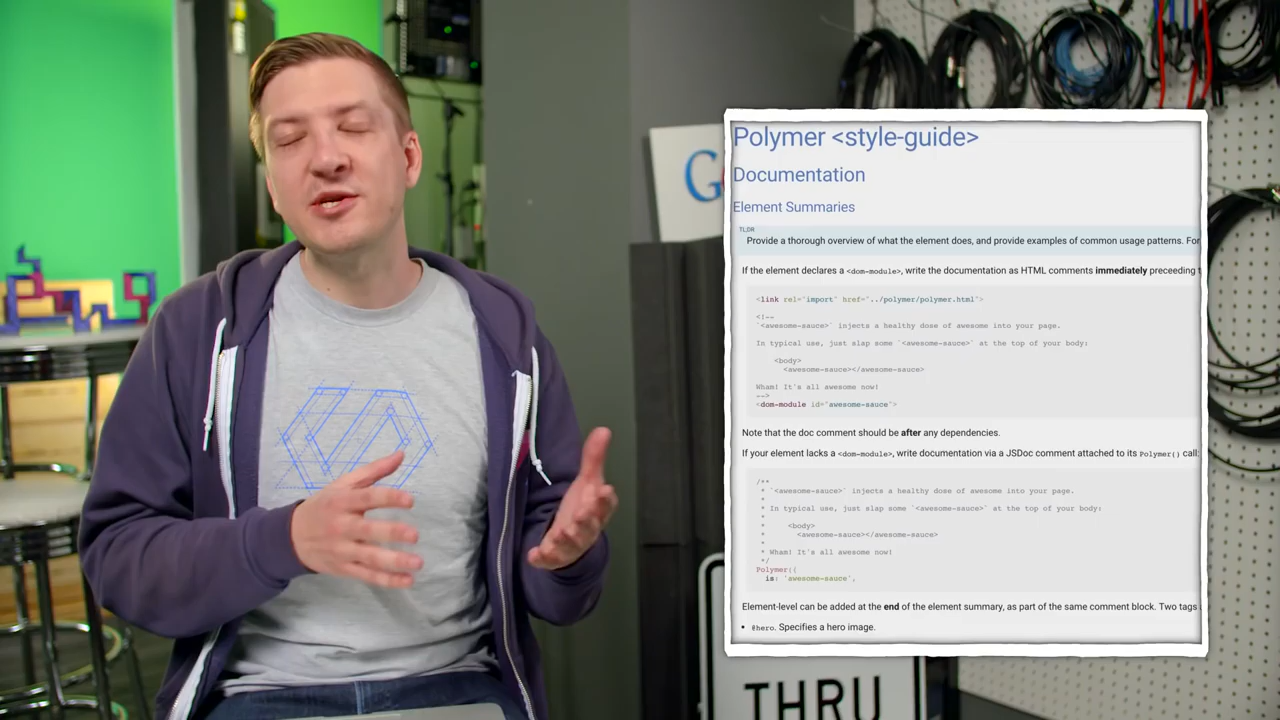 Polymer <style-guide>
Documentation
Element Summaries
TLDR
Provide a thorough overview of what the element does, and provide examples of common usage patterns. For
If the element declares a <dom-module>, write the documentation as HTML comments immediately preceeding t
<link rel="import" href="../polymer/polymer.html">
<!--
`<awesome-sauce>` injects a healthy dose of awesome into your page.
In typical use, just slap some `<awesome-sauce>` at the top of your body:
<body>
<awesome-sauce></awesome-sauce>
Wham! It's all awesome now!
-->
<dom-module id="awesome-sauce">
Note that the doc comment should be after any dependencies.
If your element lacks a <dom-module>, write documentation via a JSDoc comment attached to its Polymer() call:
/**
* `<awesome-sauce>` injects a healthy dose of awesome into your page.
*
* In typical use, just slap some `<awesome-sauce>` at the top of your body:
*
*     <body>
*       <awesome-sauce></awesome-sauce>
*
* Wham! It's all awesome now!
*/
Polymer({
is: 'awesome-sauce',
Element-level can be added at the end of the element summary, as part of the same comment block. Two tags
• @hero. Specifies a hero image.
G
THRU